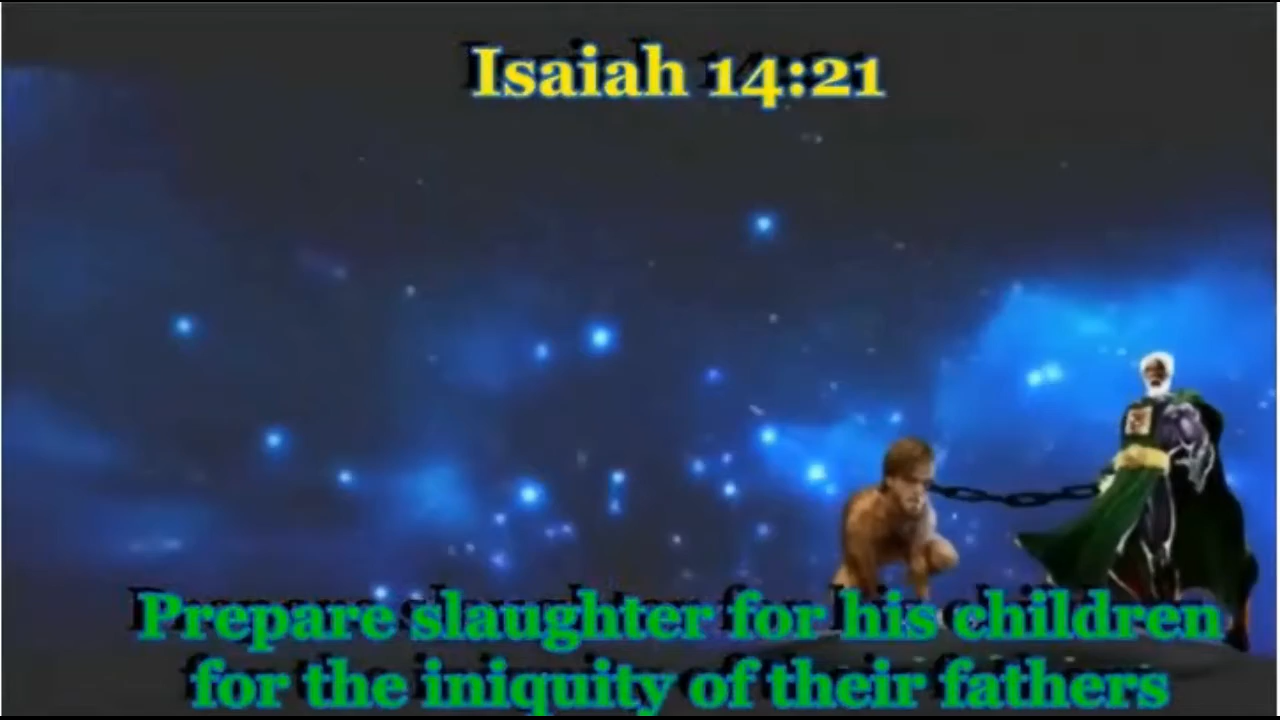 Isaiah 14:21
Prepare slaughter for his children
for the iniquity of their fathers